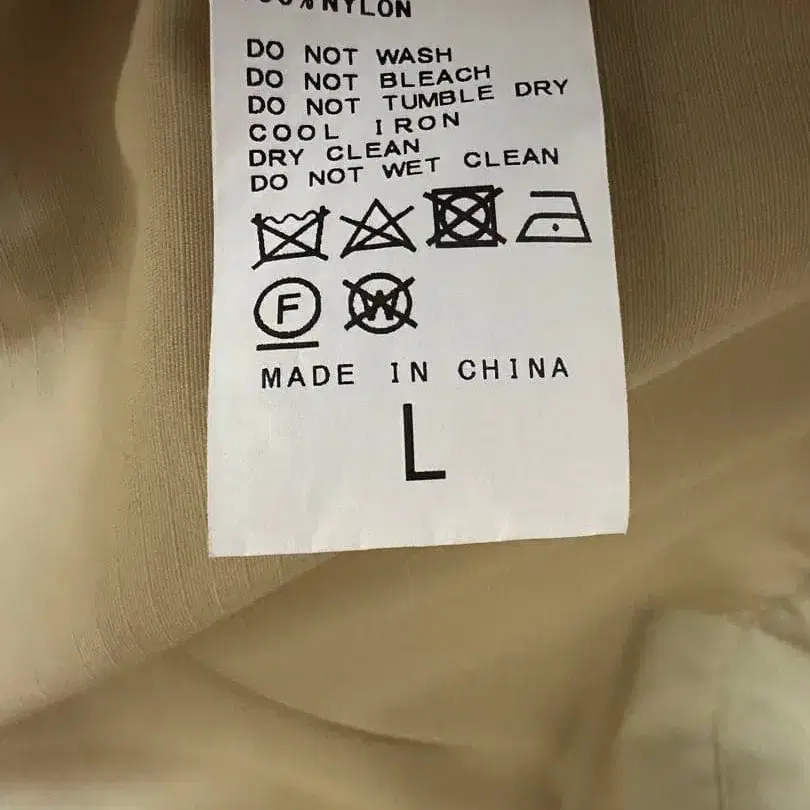 NYLON
DO NOT WASH
DO NOT BLEACH
DO NOT TUMBLE DRY
COOL IRON
DRY CLEAN
DO NOT WET CLEAN
F W
MADE IN CHINA
L